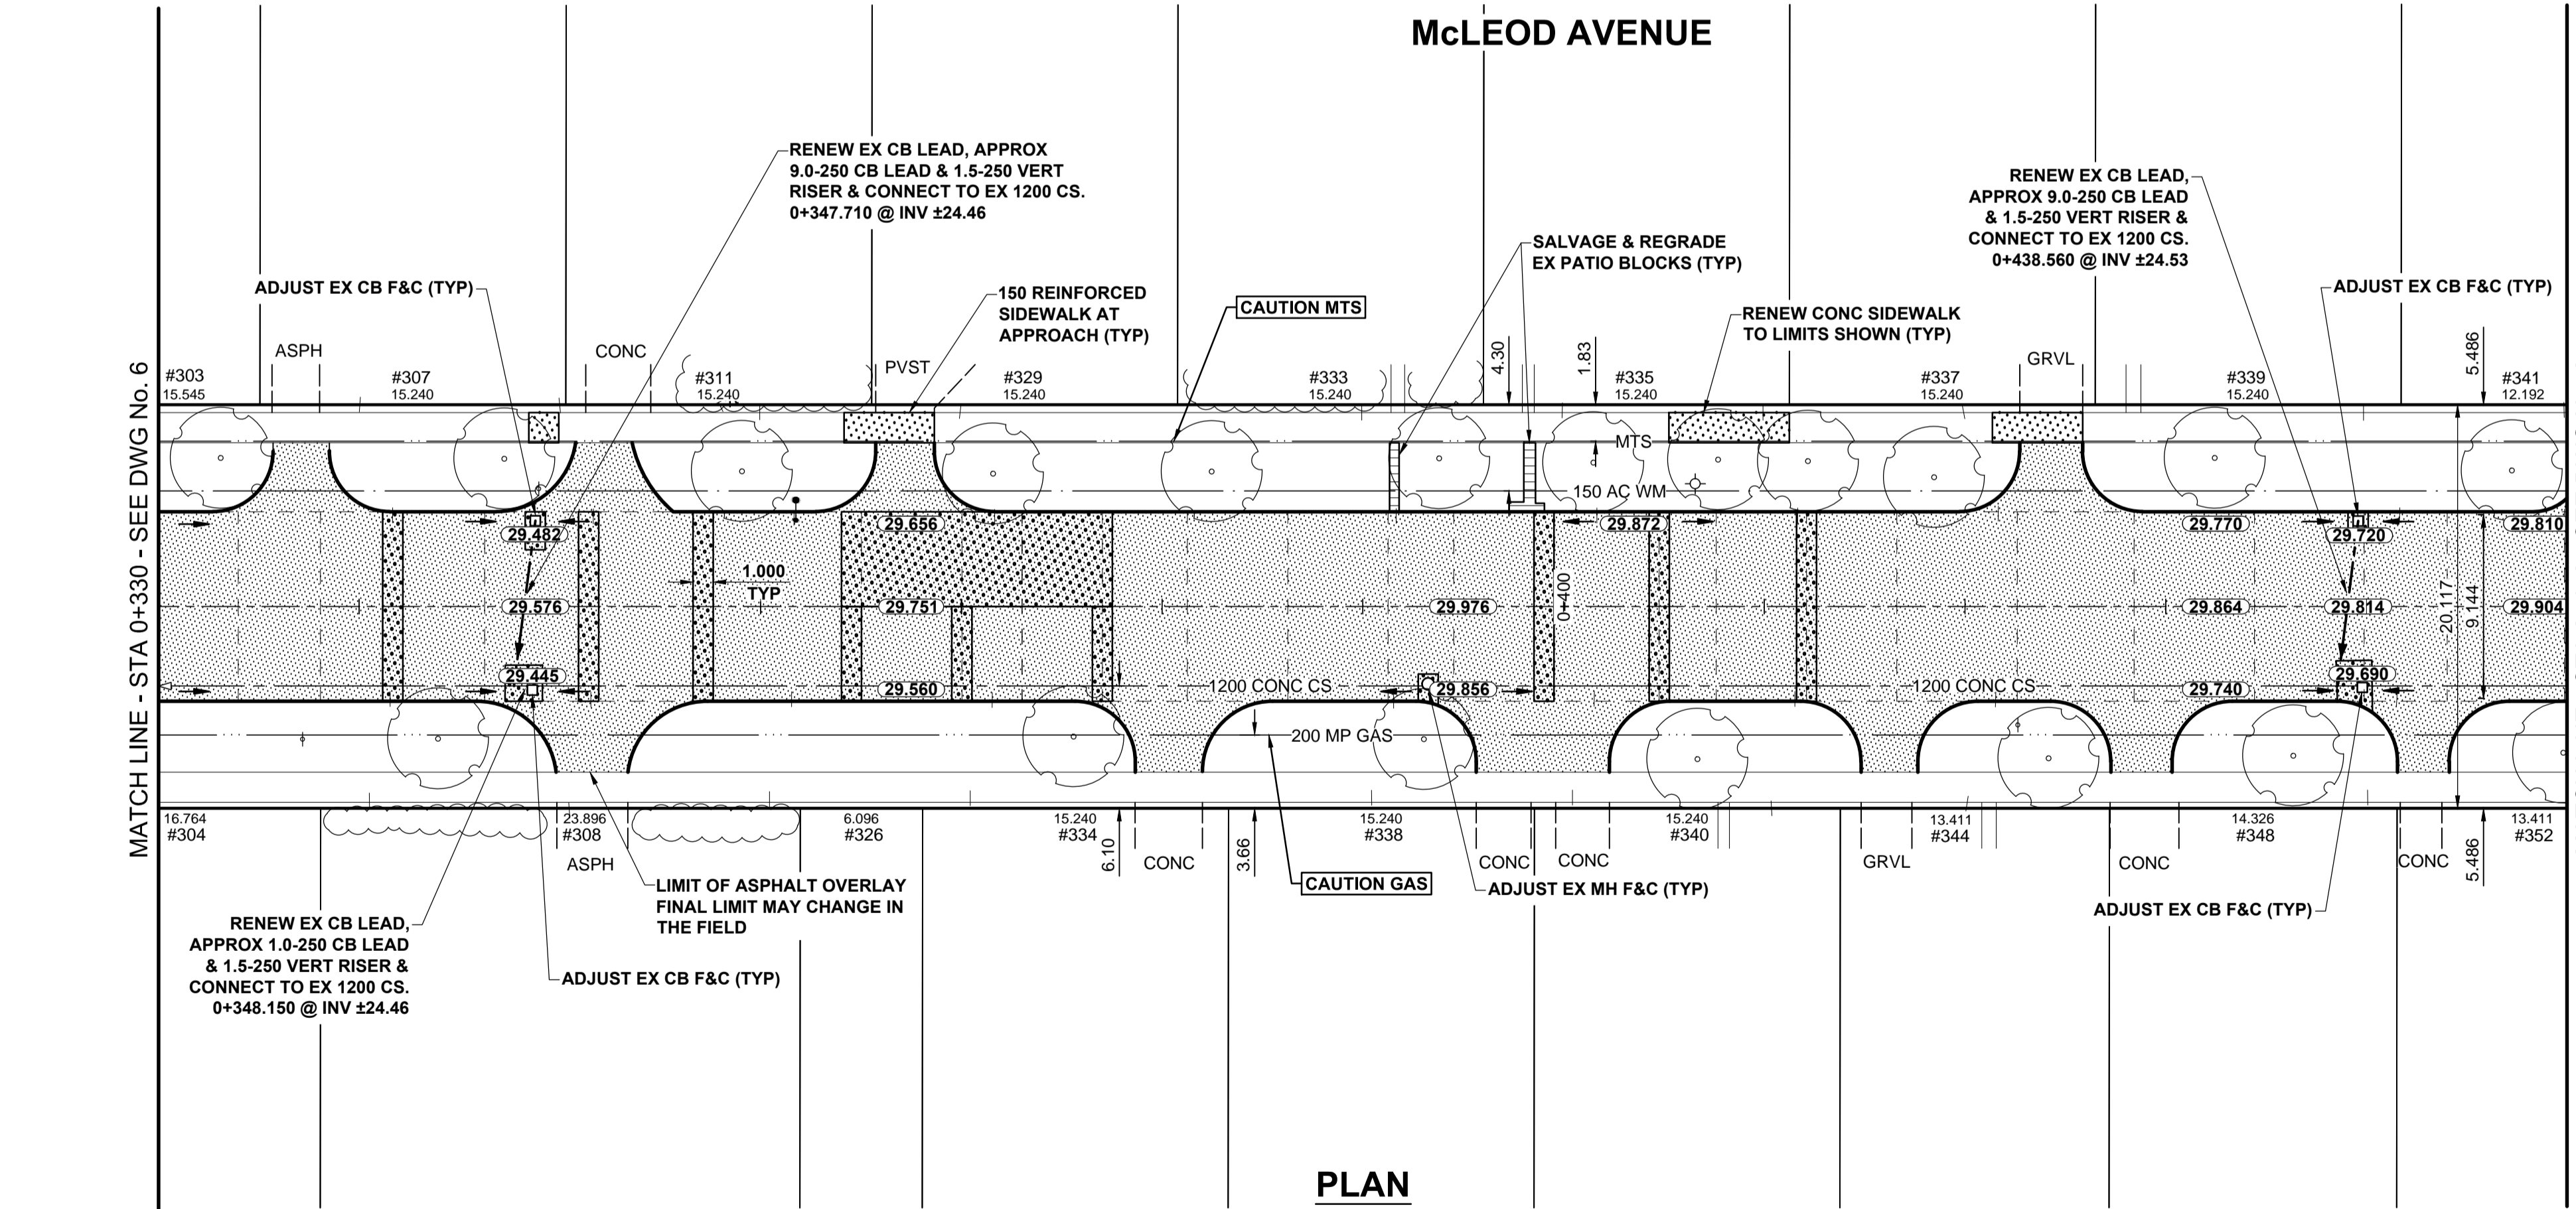 McLEOD AVENUE
RENEW EX CB LEAD, APPROX
9.0-250 CB LEAD & 1.5-250 VERT
RISER & CONNECT TO EX 1200 CS.
0+347.710 @ INV ±24.46
RENEW EX CB LEAD,
APPROX 9.0-250 CB LEAD
& 1.5-250 VERT RISER &
CONNECT TO EX 1200 CS.
0+438.560 @ INV ±24.53
SALVAGE & REGRADE
EX PATIO BLOCKS (TYP)
ADJUST EX CB F&C (TYP)
150 REINFORCED
SIDEWALK AT
APPROACH (TYP)
CAUTION MTS
RENEW CONC SIDEWALK
TO LIMITS SHOWN (TYP)
ADJUST EX CB F&C (TYP)
MATCH LINE - STA 0+330 - SEE DWG No. 6
#303
15.545
ASPH
#307
15.240
CONC
#311
15.240
PVST
#329
15.240
#333
15.240
4.30
1.83
#335
15.240
#337
15.240
GRVL
#339
15.240
5.486
#341
12.192
MTS
150 AC WM
29.482
29.656
29.872
29.770
29.720
29.810
1.000
TYP
0+400
29.576
29.751
29.976
29.864
29.814
20.117
9.144
29.904
29.445
29.560
1200 CONC CS
29.856
1200 CONC CS
29.740
29.690
200 MP GAS
16.764
#304
23.896
#308
ASPH
6.096
#326
15.240
#334
6.10
CONC
3.66
15.240
#338
CONC
CONC
15.240
#340
GRVL
13.411
#344
CONC
14.326
#348
CONC
5.486
13.411
#352
LIMIT OF ASPHALT OVERLAY
FINAL LIMIT MAY CHANGE IN
THE FIELD
CAUTION GAS
ADJUST EX MH F&C (TYP)
ADJUST EX CB F&C (TYP)
RENEW EX CB LEAD,
APPROX 1.0-250 CB LEAD
& 1.5-250 VERT RISER &
CONNECT TO EX 1200 CS.
0+348.150 @ INV ±24.46
ADJUST EX CB F&C (TYP)
PLAN